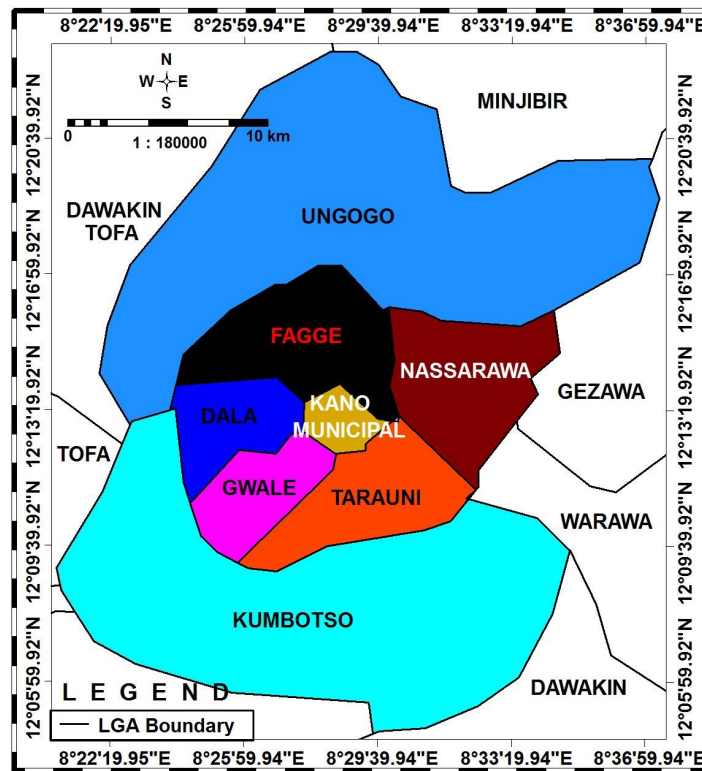 8°22'19.95"E 8°25'59.94"E 8°29'39.94"E 8°33'19.94"E 8°36'59.94"E
N
W E
S
0 10 km
1 : 180000
MINJIBIR
DAWAKIN
TOFA
UNGOGO
FAGGE
NASSARAWA
GEZAWA
KANO
MUNICIPAL
DALA
TOFA
GWALE
TARAUNI
WARAWA
KUMBOTSO
DAWAKIN
L E G E N D
LGA Boundary
12°20'39.92"N
12°16'59.92"N
12°13'19.92"N
12°09'39.92"N
12°05'59.92"N
12°20'39.92"N
12°16'59.92"N
12°13'19.92"N
12°09'39.92"N
12°05'59.92"N
8°22'19.95"E 8°25'59.94"E 8°29'39.94"E 8°33'19.94"E 8°36'59.94"E